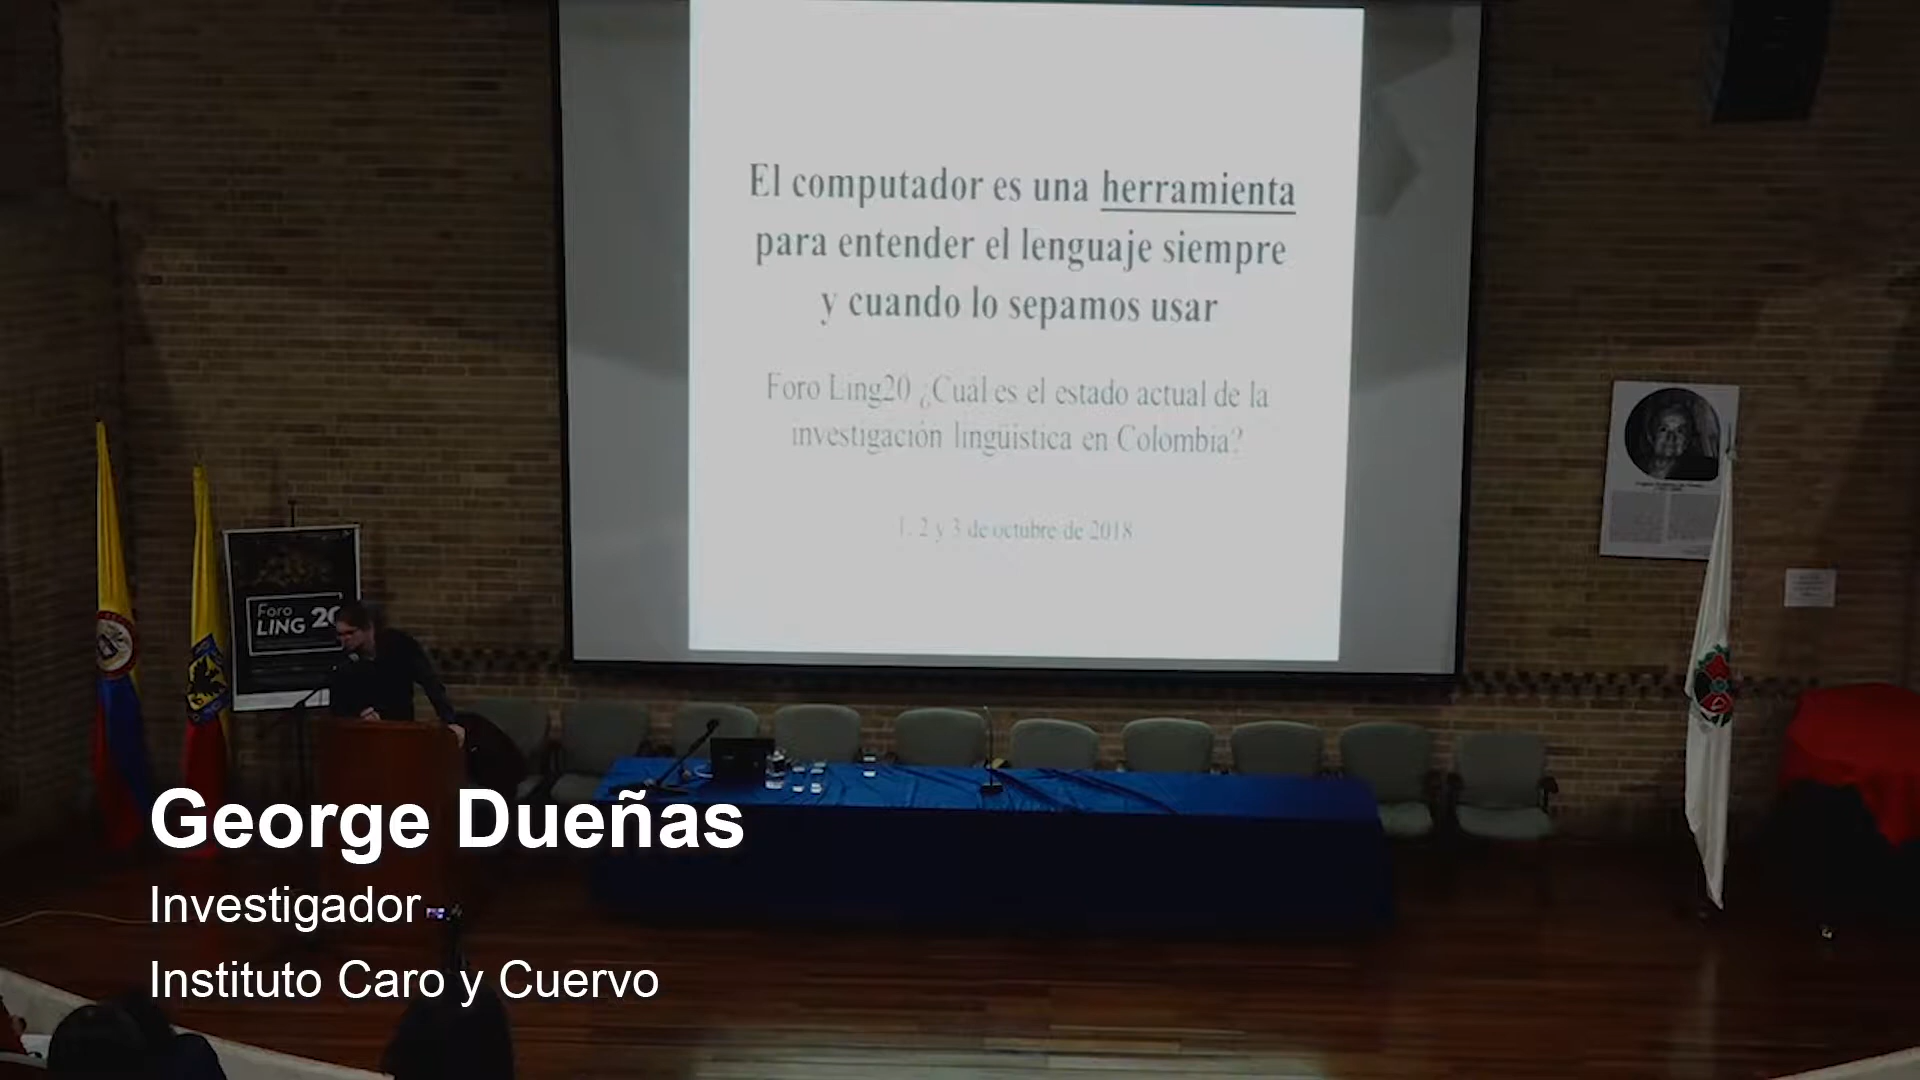 El computador es una herramienta
para entender el lenguaje siempre
y cuando lo sepamos usar
Foro Ling20 ¿Cuál es el estado actual de la
investigación lingüística en Colombia?
1, 2 y 3 de octubre de 2018
Foro
LING 20
George Dueñas
Investigador
Instituto Caro y Cuervo